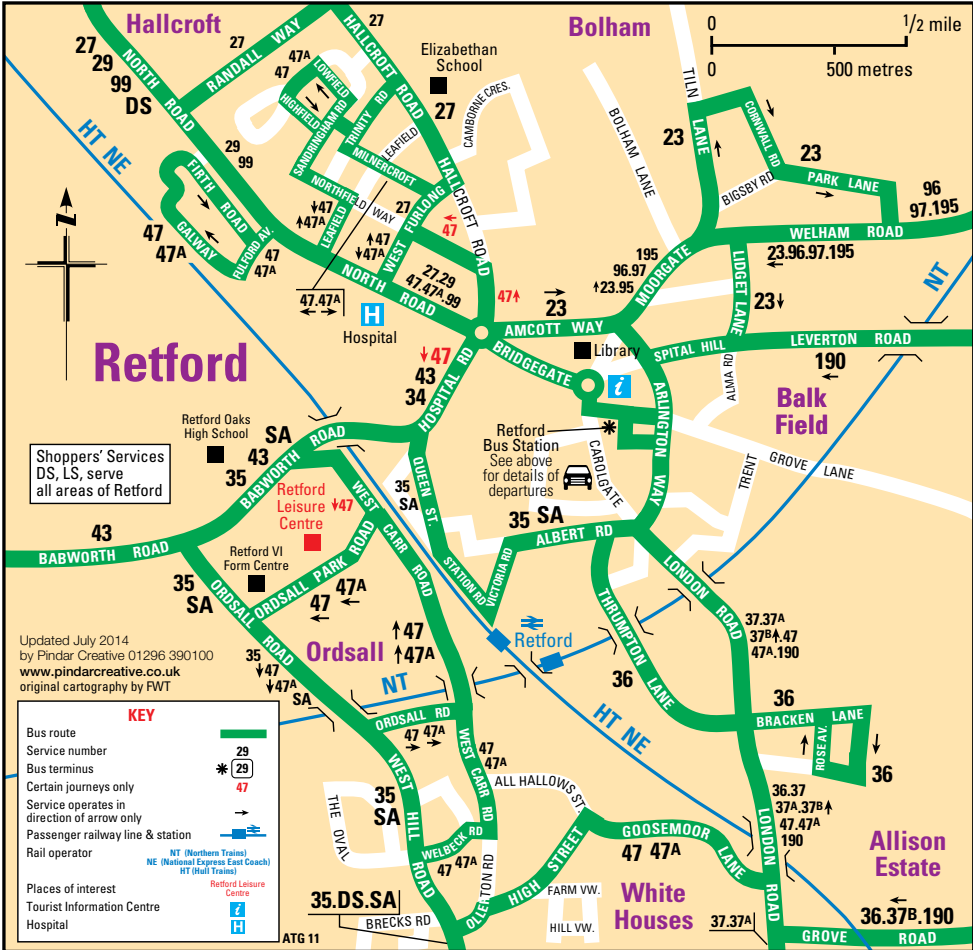 Hallcroft
27
27
29
99
DS
NORTH
ROAD
RANDALL WAY
27
HALLCROFT
ROAD
Elizabethan
School
27
Bolham
0
1/2 mile
0
500 metres
47A
47
LOWFIELD
HIGHFIELD
SANDRINGHAM RD
TRINITY RD
MILNERCROFT
LEAFIELD
CAMBORNE CRES.
BOLHAM LANE
TILN
LANE
23
CORNWALL RD
23
BIGSBY RD
PARK LANE
96
97.195
WELHAM ROAD
23.96.97.195
HT NE
29
99
FIRTH
ROAD
GALWAY
PULFORD AV.
47
47A
47
47A
NORTHFIELD WAY
LEAFIELD
47
47A
47
47A
WEST FURLONG
27
47
HALLCROFT
ROAD
27.29
47.47A.99
NORTH
ROAD
47.47A
H
Hospital
47
23
AMCOTT WAY
195
96.97
23.95
MOORGATE
LIDGET
LANE
23
NT
N
Retford
47
43
34
HOSPITAL RD
BRIDGEGATE
Library
i
SPITAL HILL
LEVERTON ROAD
190
ALMA RD
Balk
Field
Retford
Bus Station
See above
for details of
departures
CAROLGATE
ARLINGTON
WAY
TRENT
GROVE LANE
Retford Oaks
High School
SA
43
35
BABWORTH
ROAD
Shoppers' Services
DS, LS, serve
all areas of Retford
Retford
Leisure
Centre
47
WEST
CARR
ROAD
35
SA
QUEEN ST.
STATION RD
VICTORIA RD
35 SA
ALBERT RD
43
BABWORTH ROAD
Retford VI
Form Centre
35
SA
ORDSALL
ROAD
ORDSALL PARK ROAD
47A
47
LONDON
ROAD
37.37A
37B.47
47A.190
THRUMPTON
LANE
36
Retford
Updated July 2014
by Pindar Creative 01296 390100
www.pindarcreative.co.uk
original cartography by FWT
Ordsall
47
47A
35
47
47A
SA
NT
HT NE
ORDSALL RD
47 47A
36
BRACKEN LANE
ROSE AV.
36
KEY
Bus route
Service number
29
Bus terminus
29
Certain journeys only
47
Service operates in
direction of arrow only
Passenger railway line & station
Rail operator
NT (Northern Trains)
NE (National Express East Coach)
HT (Hull Trains)
Places of interest
Retford Leisure
Centre
Tourist Information Centre
i
Hospital
H
THE OVAL
35
SA
WEST
HILL
ROAD
WEST CARR RD
47
47A
WELBECK RD
47
47A
OLLERTON RD
ALL HALLOWS ST.
HIGH STREET
GOOSEMOOR
LANE
47 47A
36.37
37A.37B
47.47A
190
LONDON
ROAD
Allison
Estate
36.37B.190
FARM VW.
HILL VW.
White
Houses
37.37A
GROVE ROAD
35.DS.SA
BRECKS RD
ATG 11